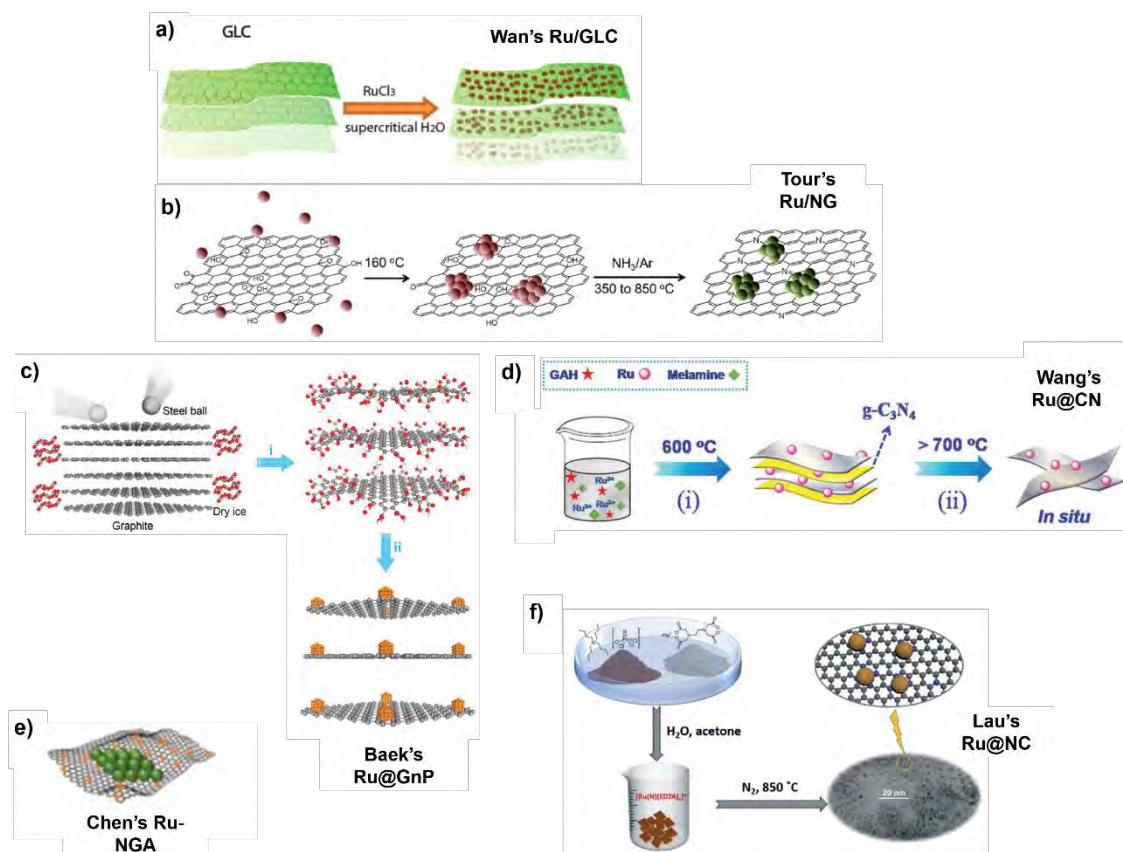 a)
GLC
Wan's Ru/GLC
RuCl3
supercritical H2O
Tour's
Ru/NG
b)
160 °C
NH3/Ar
350 to 850 °C
c)
Steel ball
i
Graphite
Dry ice
ii
Baek's
Ru@GnP
d)
GAH
Ru
Melamine
Wang's
Ru@CN
g-C3N4
600 °C
(i)
> 700 °C
(ii)
In situ
e)
Chen's Ru-
NGA
f)
H2O, acetone
N2, 850 °C
20 nm
Lau's
Ru@NC